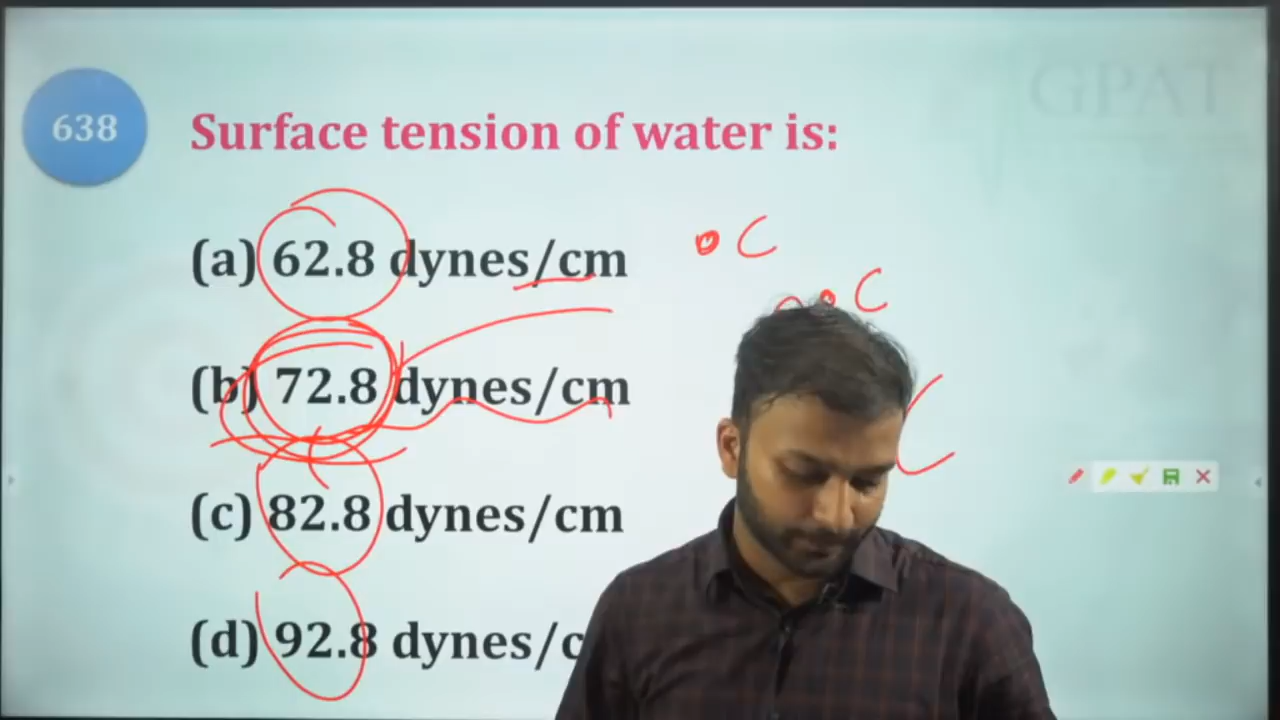 GPAT
638
Surface tension of water is:
(a) 62.8 dynes/cm
°C
°C
(b) 72.8 dynes/cm
(c) 82.8 dynes/cm
(d) 92.8 dynes/c